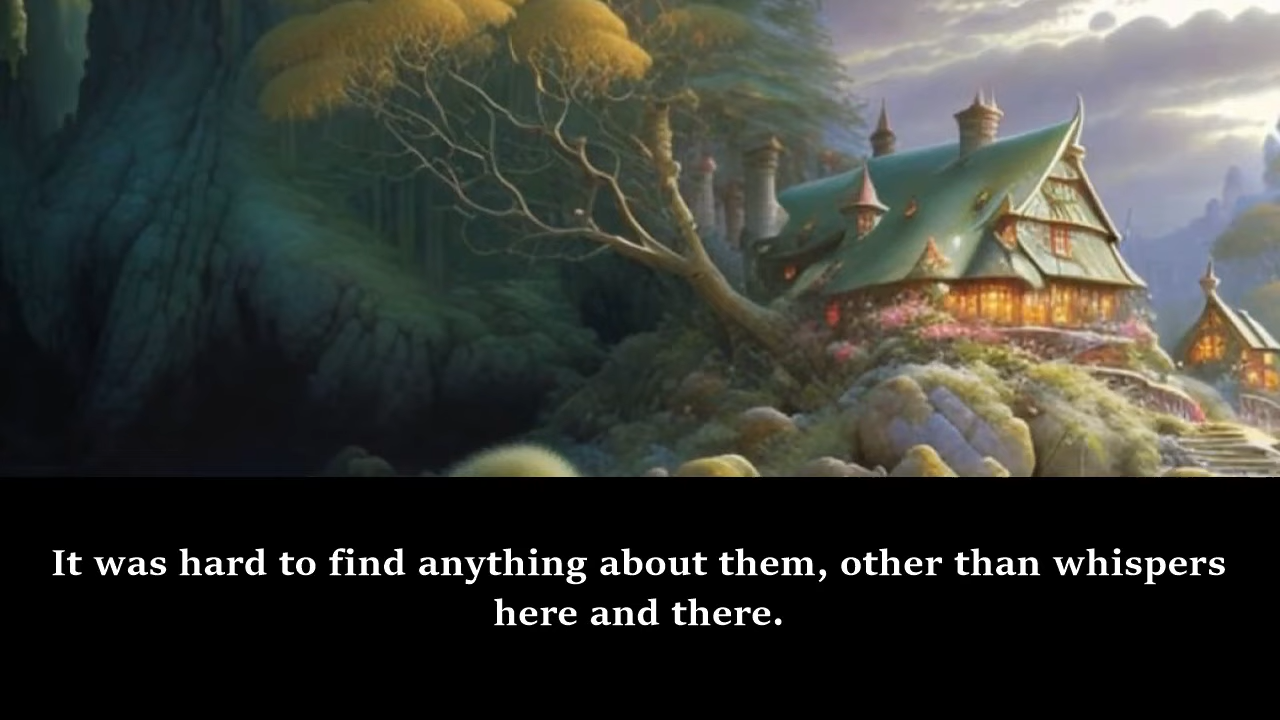 It was hard to find anything about them, other than whispers
here and there.